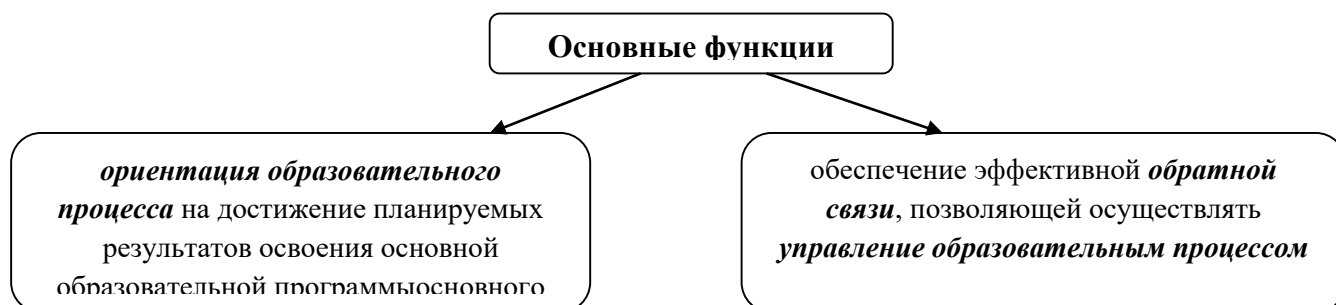 Основные функции
ориентация образовательного
процесса на достижение планируемых
результатов освоения основной
образовательной программыосновного
обеспечение эффективной обратной
связи, позволяющей осуществлять
управление образовательным процессом